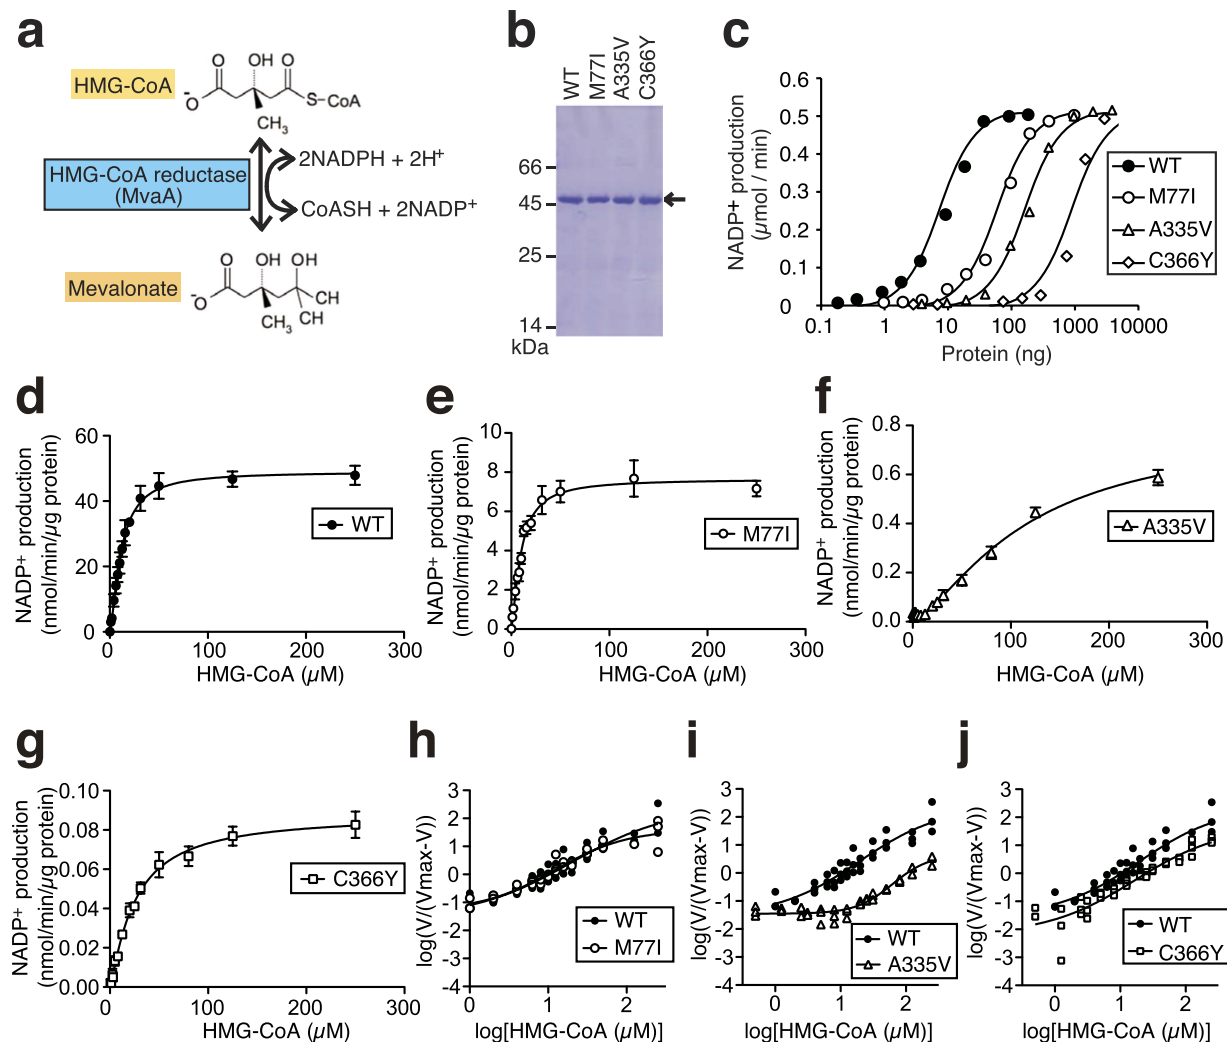 a
HMG-CoA
O
OH
O
-O
S-CoA
CH3
HMG-CoA reductase
(MvaA)
2NADPH + 2H+
CoASH + 2NADP+
Mevalonate
O
OH
OH
-O
CH
CH3
CH
b
WT
M77I
A335V
C366Y
66
45
25
14
kDa
c
NADP+ production
(µmol / min)
0.6
0.5
0.4
0.3
0.2
0.1
0
0.1
1
10
100
1000
10000
Protein (ng)
WT
M77I
A335V
C366Y
d
NADP+ production
(nmol/min/µg protein)
60
40
20
0
0
100
200
300
HMG-CoA (µM)
WT
e
NADP+ production
(nmol/min/µg protein)
10
8
6
4
2
0
0
100
200
300
HMG-CoA (µM)
M77I
f
NADP+ production
(nmol/min/µg protein)
0.8
0.6
0.4
0.2
0.0
0
100
200
300
HMG-CoA (µM)
A335V
g
NADP+ production
(nmol/min/µg protein)
0.10
0.08
0.06
0.04
0.02
0.00
0
100
200
300
HMG-CoA (µM)
C366Y
h
log(V/(Vmax-V))
3
2
1
0
-1
-2
-3
-4
0
1
2
log[HMG-CoA (µM)]
WT
M77I
i
log(V/(Vmax-V))
3
2
1
0
-1
-2
-3
-4
0
1
2
log[HMG-CoA (µM)]
WT
A335V
j
log(V/(Vmax-V))
3
2
1
0
-1
-2
-3
-4
0
1
2
log[HMG-CoA (µM)]
WT
C366Y